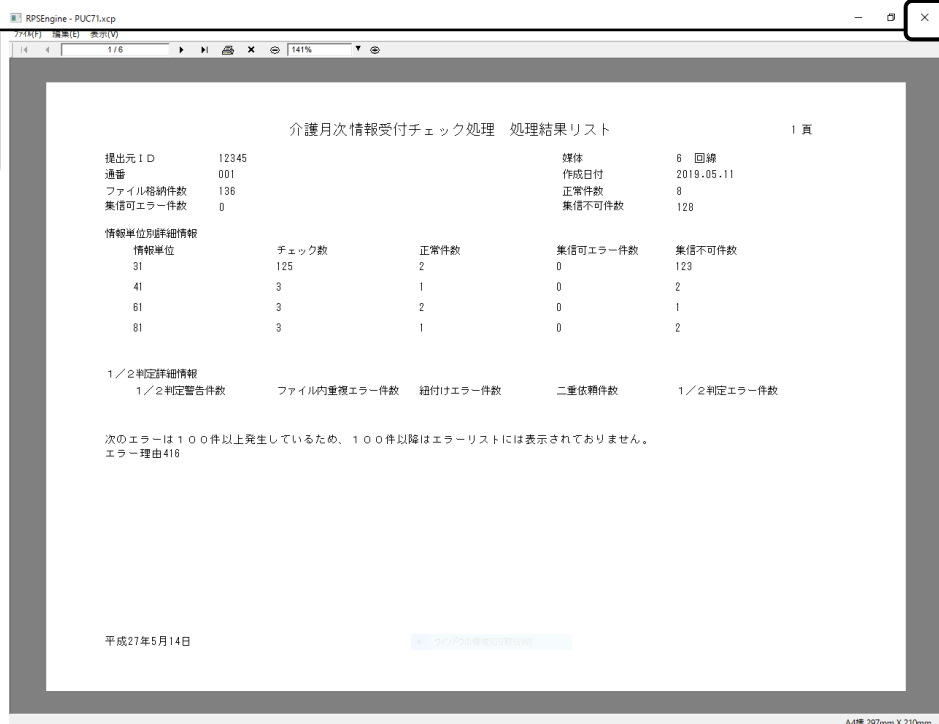 RPSEngine - PUC71.xcp
ファイル(F) 編集(E) 表示(V)
1 / 6 141%
介護月次情報受付チェック処理 処理結果リスト 1 頁
提出元ＩＤ 12345 媒体 6 回線
通番 001 作成日付 2019.05.11
ファイル格納件数 136 正常件数 8
集信可エラー件数 0 集信不可件数 128
情報単位別詳細情報
情報単位 チェック数 正常件数 集信可エラー件数 集信不可件数
31 125 2 0 123
41 3 1 0 2
61 3 2 0 1
81 3 1 0 2
１／２判定詳細情報
１／２判定警告件数 ファイル内重複エラー件数 紐付けエラー件数 二重依頼件数 １／２判定エラー件数
次のエラーは１００件以上発生しているため、１００件以降はエラーリストには表示されておりません。
エラー理由416
平成27年5月14日
A4横 297mm X 210mm